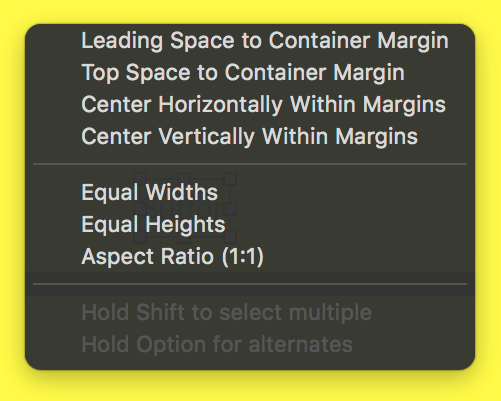 Leading Space to Container Margin
Top Space to Container Margin
Center Horizontally Within Margins
Center Vertically Within Margins
Equal Widths
Equal Heights
Aspect Ratio (1:1)
Hold Shift to select multiple
Hold Option for alternates